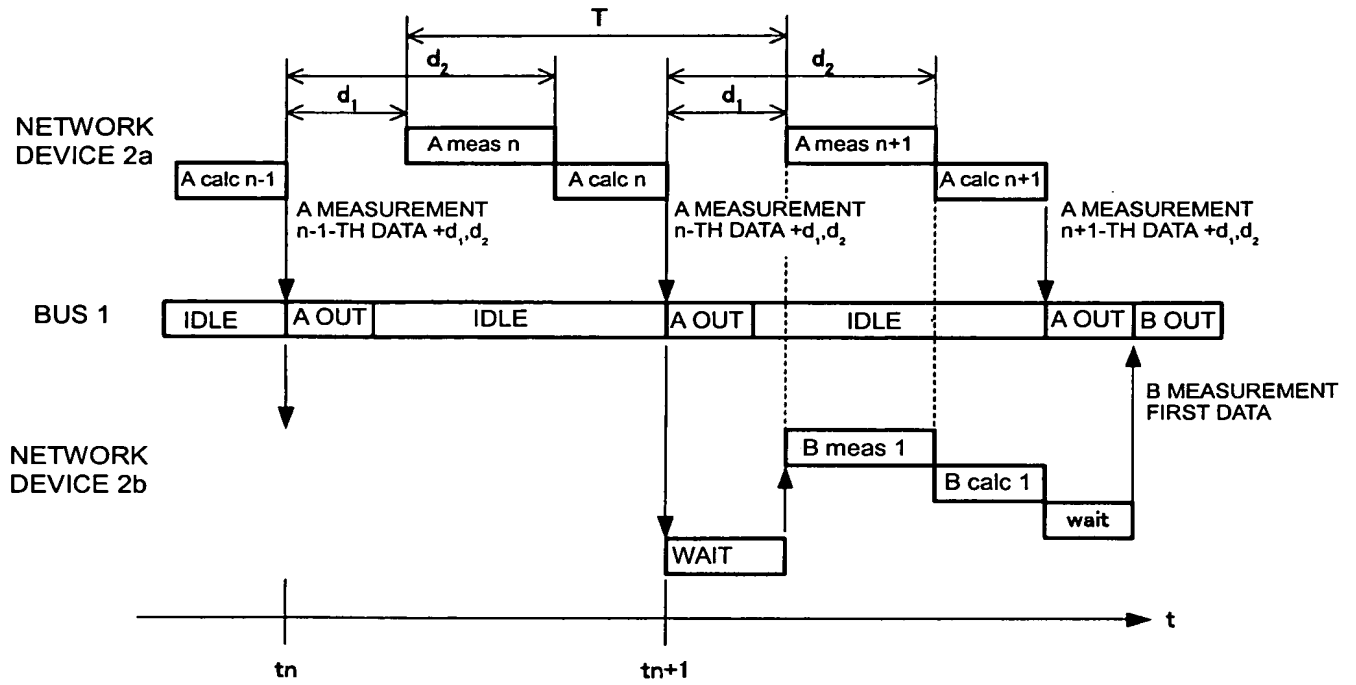 T
d₂
d₂
d₁
d₁
NETWORK
DEVICE 2a
A meas n
A meas n+1
A calc n-1
A calc n
A calc n+1
A MEASUREMENT
n-1-TH DATA +d₁,d₂
A MEASUREMENT
n-TH DATA +d₁,d₂
A MEASUREMENT
n+1-TH DATA +d₁,d₂
BUS 1
IDLE
A OUT
IDLE
A OUT
IDLE
A OUT
B OUT
B MEASUREMENT
FIRST DATA
NETWORK
DEVICE 2b
B meas 1
B calc 1
wait
WAIT
t
tn
tn+1